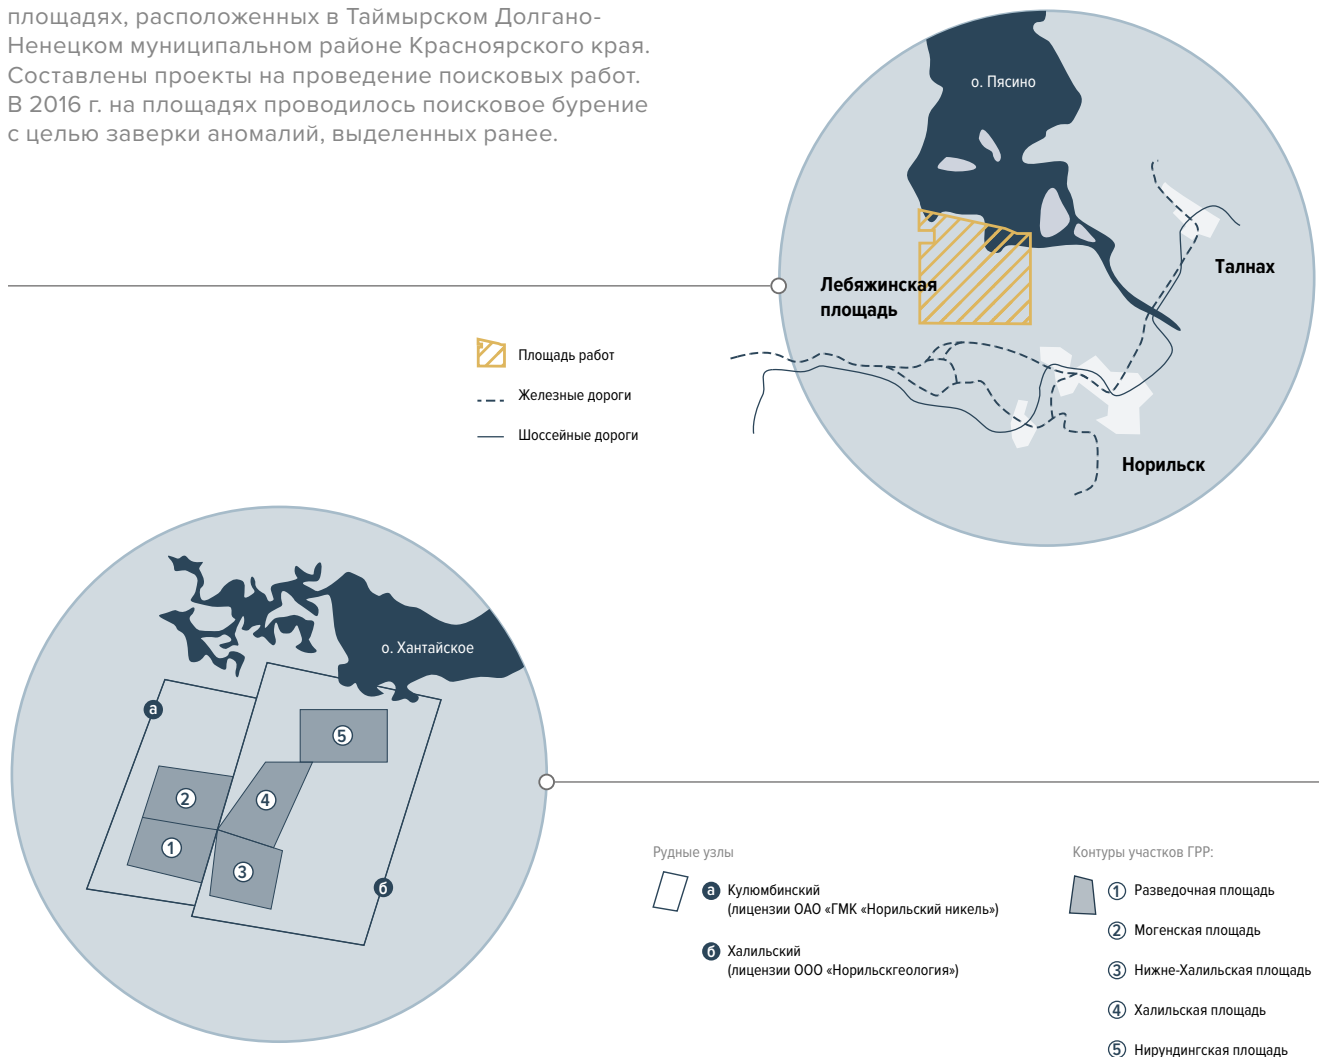 площадях, расположенных в Таймырском Долгано-
Ненецком муниципальном районе Красноярского края.
Составлены проекты на проведение поисковых работ.
В 2016 г. на площадях проводилось поисковое бурение
с целью заверки аномалий, выделенных ранее.
о. Пясино
Талнах
Лебяжинская
площадь
Норильск
Площадь работ
Железные дороги
Шоссейные дороги
о. Хантайское
а
5
2
4
1
3
б
Рудные узлы
а Кулюмбинский
(лицензии ОАО «ГМК «Норильский никель»)
б Халильский
(лицензии ООО «Норильскгеология»)
Контуры участков ГРР:
1 Разведочная площадь
2 Могенская площадь
3 Нижне-Халильская площадь
4 Халильская площадь
5 Нирундингская площадь